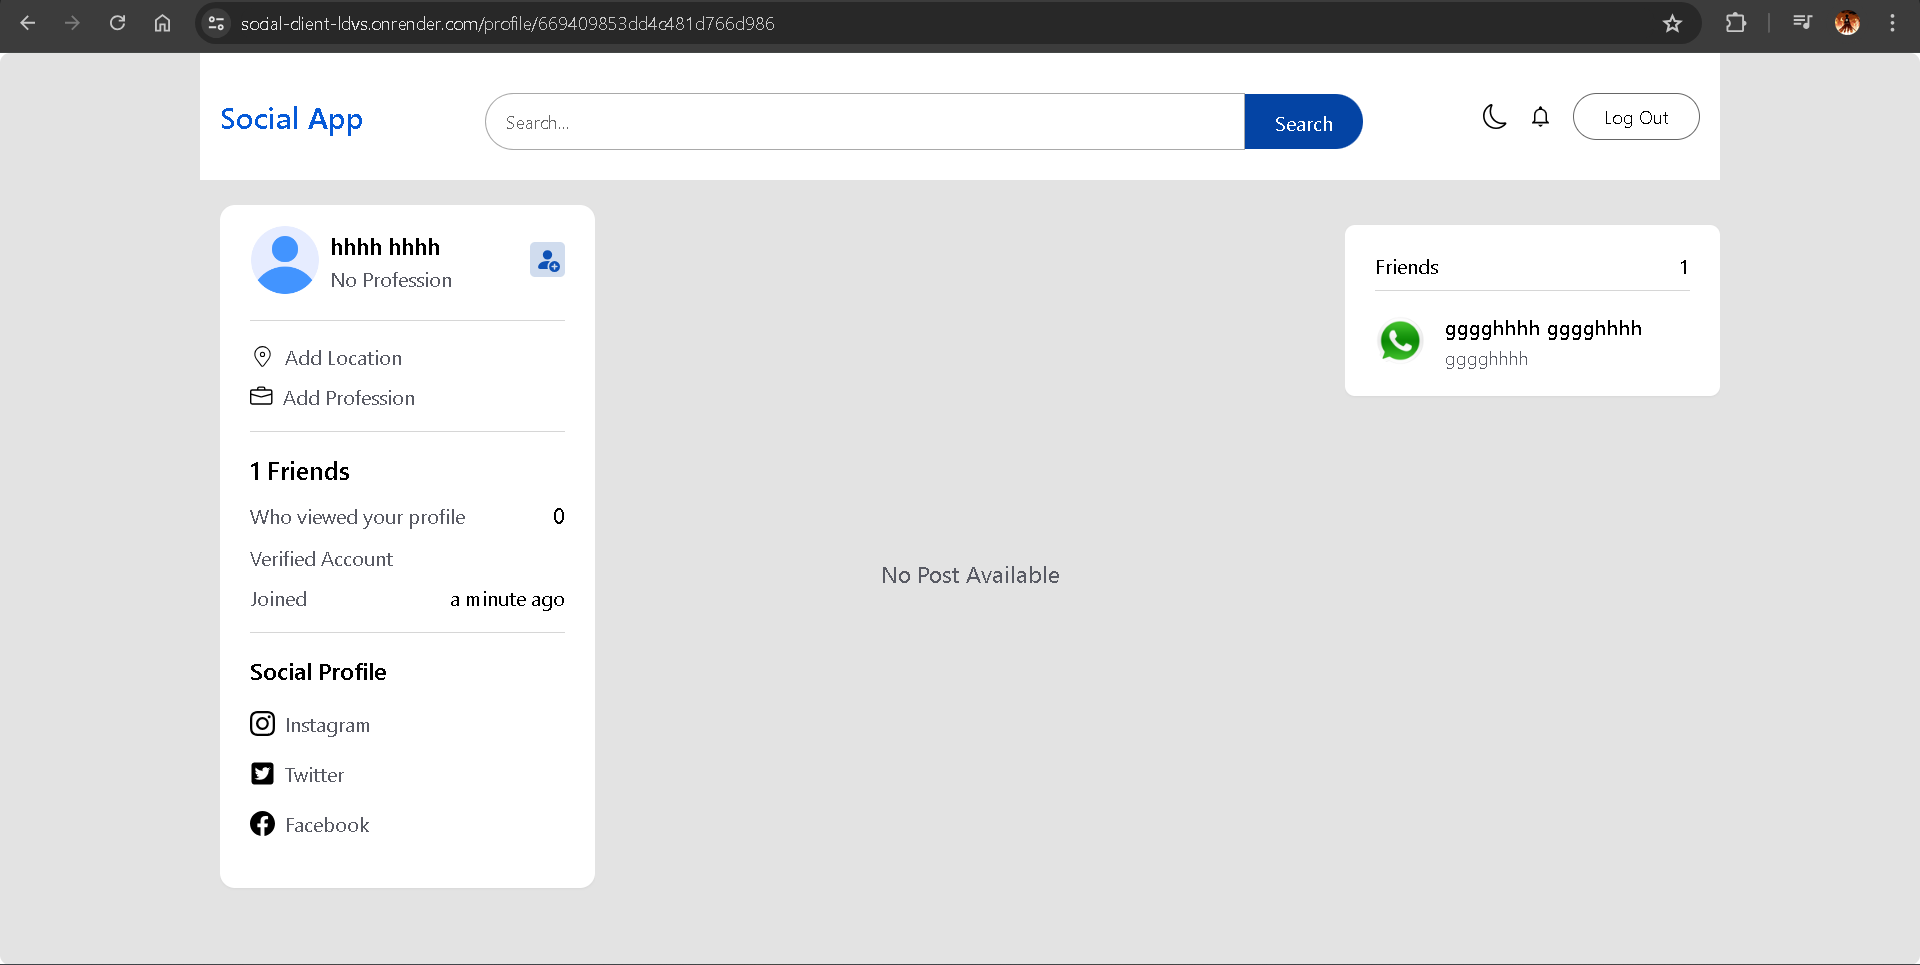 social-client-ldvs.onrender.com/profile/669409853dd4c481d766d986
Social App
Search...
Search
Log Out
hhhh hhhh
No Profession
Add Location
Add Profession
1 Friends
Who viewed your profile 0
Verified Account
Joined a minute ago
Social Profile
Instagram
Twitter
Facebook
No Post Available
Friends 1
gggghhhh gggghhhh
gggghhhh